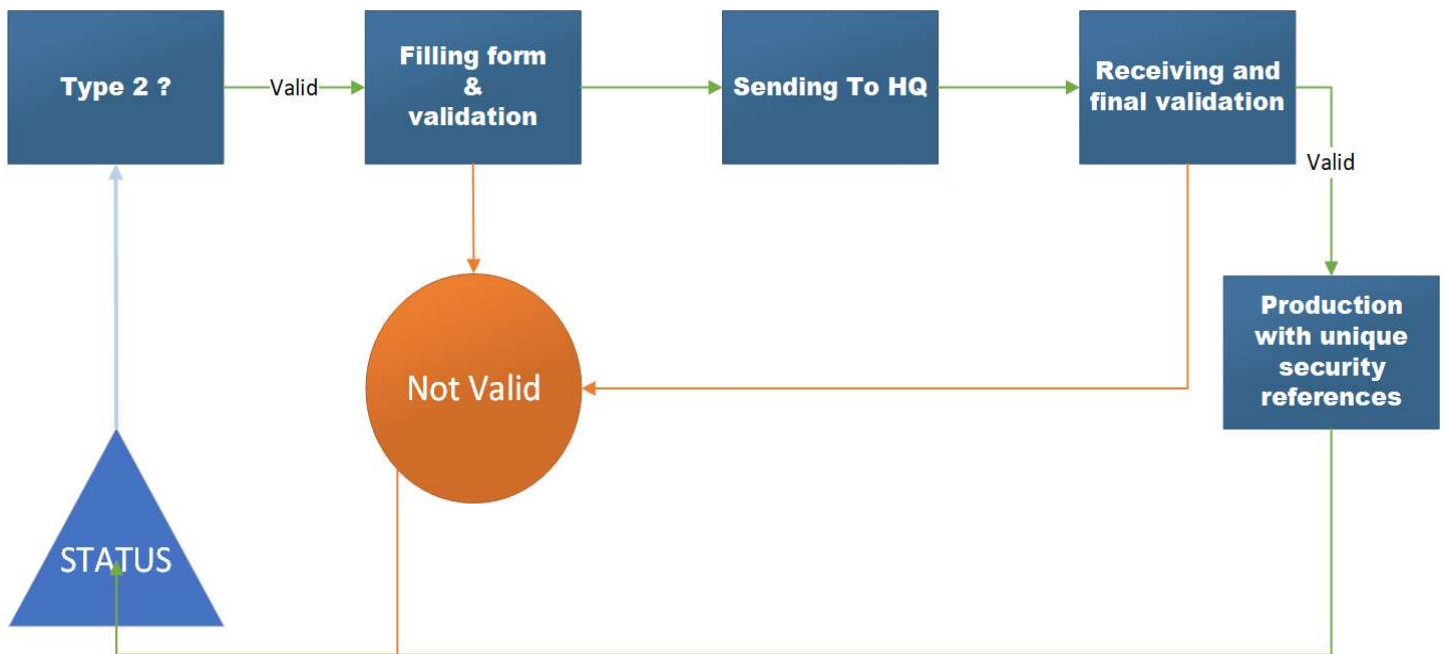 Type 2 ?
Valid
Filling form
&
validation
Sending To HQ
Receiving and
final validation
Valid
Not Valid
Production
with unique
security
references
STATUS